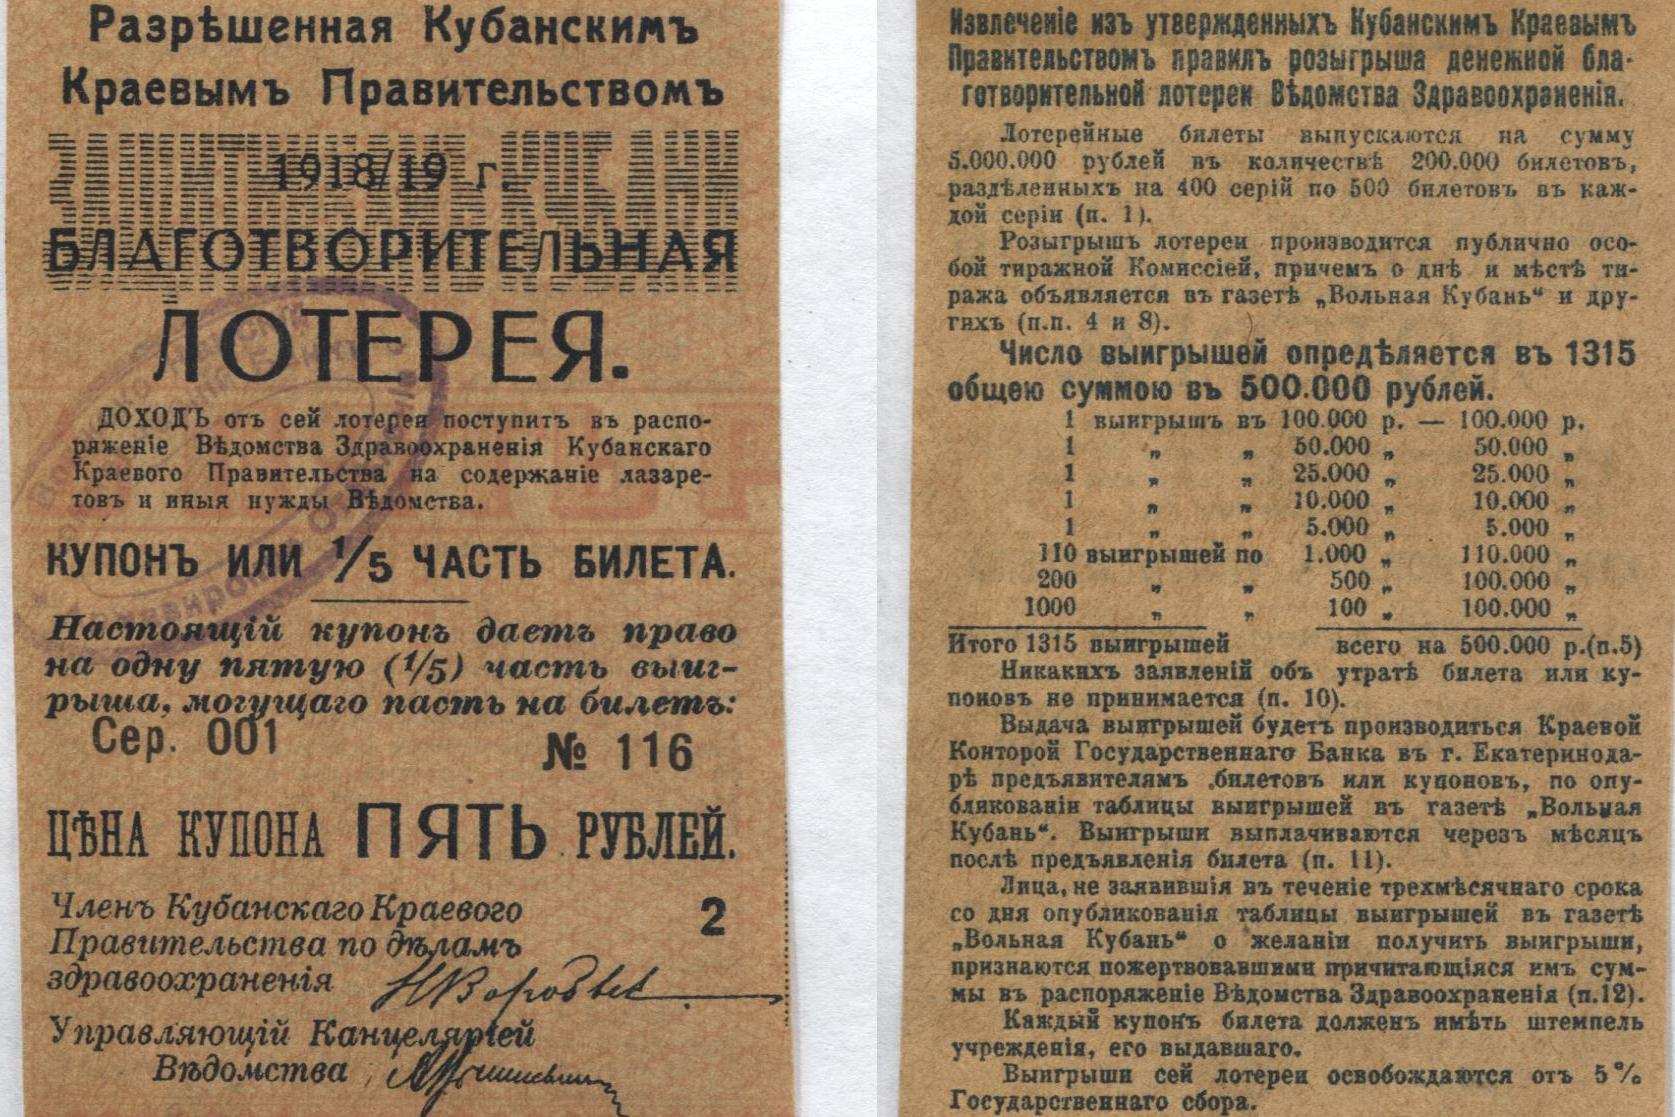 Разрѣшенная Кубанскимъ
Краевымъ Правительствомъ
ЗАЩИТНИКАМЪ КУБАНИ
1918/19 г.
БЛАГОТВОРИТЕЛЬНАЯ
ЛОТЕРЕЯ.
ДОХОДЪ отъ сей лотереи поступитъ въ распо-
ряженіе Вѣдомства Здравоохраненія Кубанскаго
Краевого Правительства на содержаніе лазаре-
товъ и иныя нужды Вѣдомства.
КУПОНЪ ИЛИ 1/5 ЧАСТЬ БИЛЕТА.
Настоящій купонъ даетъ право
на одну пятую (1/5) часть выиг-
рыша, могущаго пасть на билетъ:
Сер. 001 № 116
ЦѢНА КУПОНА ПЯТЬ РУБЛЕЙ.
Членъ Кубанскаго Краевого 2
Правительства по дѣламъ
здравоохраненія
Управляющій Канцеляріей
Вѣдомства
Извлеченіе изъ утвержденныхъ Кубанскимъ Краевымъ
Правительствомъ правилъ розыгрыша денежной бла-
готворительной лотереи Вѣдомства Здравоохраненія.
Лотерейные билеты выпускаются на сумму
5.000.000 рублей въ количествѣ 200.000 билетовъ,
раздѣленныхъ на 400 серій по 500 билетовъ въ каж-
дой серіи (п. 1).
Розыгрышъ лотереи производится публично осо-
бой тиражной Комиссіей, причемъ о днѣ и мѣстѣ ти-
ража объявляется въ газетѣ „Вольная Кубань“ и дру-
гихъ (п.п. 4 и 8).
Число выигрышей опредѣляется въ 1315
общею суммою въ 500.000 рублей.
1 выигрышъ въ 100.000 р. — 100.000 р.
1 „ „ 50.000 „ 50.000 „
1 „ „ 25.000 „ 25.000 „
1 „ „ 10.000 „ 10.000 „
1 „ „ 5.000 „ 5.000 „
110 выигрышей по 1.000 „ 110.000 „
200 „ „ 500 „ 100.000 „
1000 „ „ 100 „ 100.000 „
Итого 1315 выигрышей всего на 500.000 р.(п.5)
Никакихъ заявленій объ утратѣ билета или ку-
поновъ не принимается (п. 10).
Выдача выигрышей будетъ производиться Краевой
Конторой Государственнаго Банка въ г. Екатеринода-
рѣ предъявителямъ билетовъ или купоновъ, по опу-
бликованіи таблицы выигрышей въ газетѣ „Вольная
Кубань“. Выигрыши выплачиваются черезъ мѣсяцъ
послѣ предъявленія билета (п. 11).
Лица, не заявившія въ теченіе трехмѣсячнаго срока
со дня опубликованія таблицы выигрышей въ газетѣ
„Вольная Кубань“ о желаніи получить выигрыши,
признаются пожертвовавшими причитающіяся имъ сум-
мы въ распоряженіе Вѣдомства Здравоохраненія (п.12).
Каждый купонъ билета долженъ имѣть штемпель
учрежденія, его выдавшаго.
Выигрыши сей лотереи освобождаются отъ 5%
Государственнаго сбора.